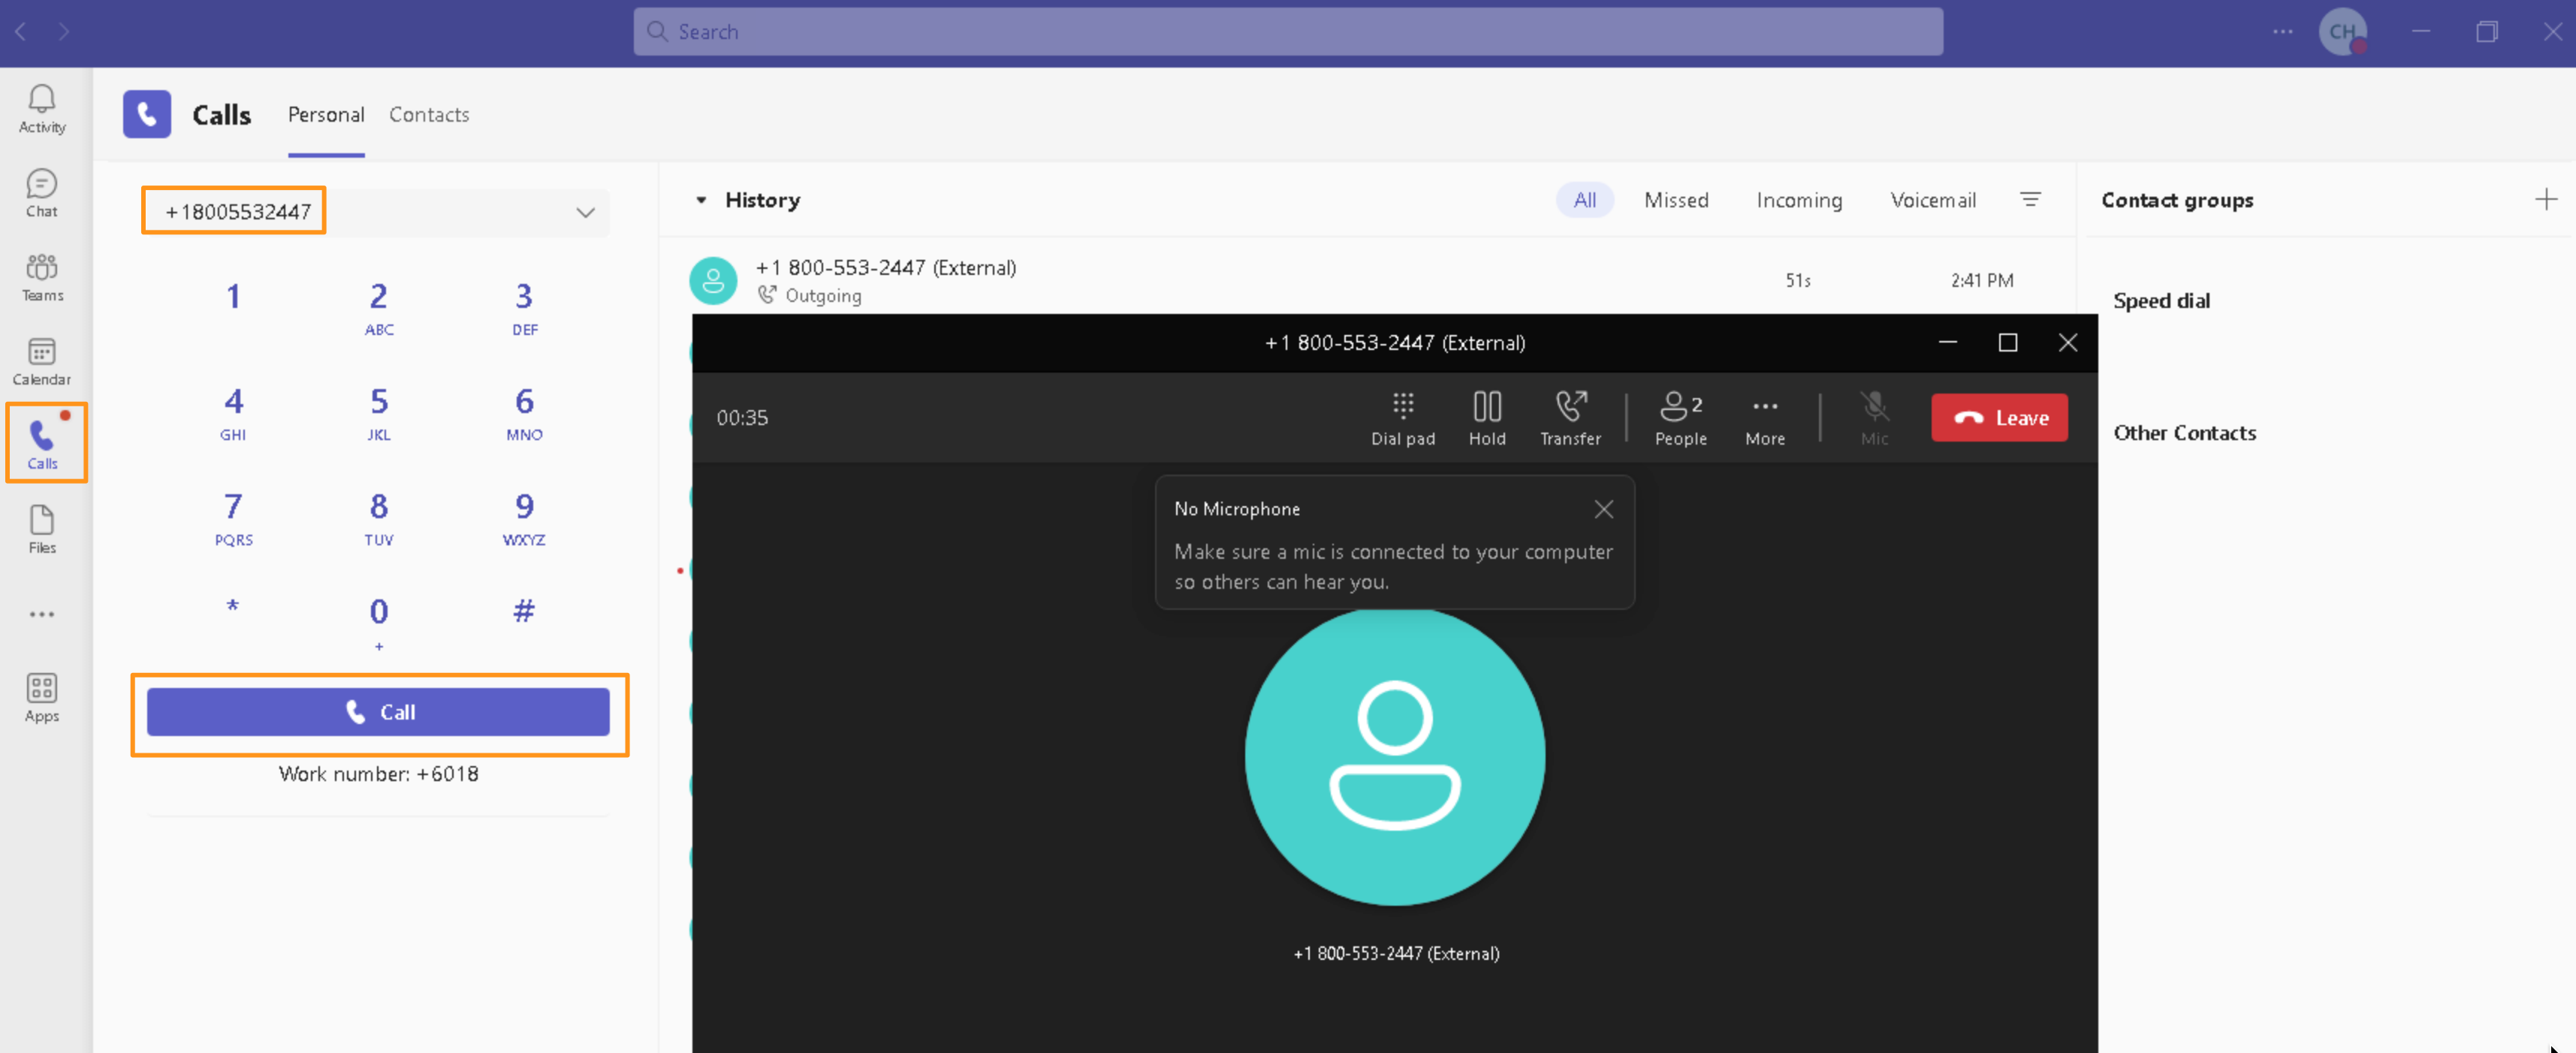 Search
CH
Activity
Chat
Teams
Calendar
Calls
Files
Apps
Calls Personal Contacts
+18005532447
1
2
ABC
3
DEF
4
GHI
5
JKL
6
MNO
7
PQRS
8
TUV
9
WXYZ
*
0
+
#
Call
Work number: +6018
History
All Missed Incoming Voicemail
+1 800-553-2447 (External)
Outgoing
51s
2:41 PM
Contact groups
Speed dial
Other Contacts
+1 800-553-2447 (External)
00:35
Dial pad
Hold
Transfer
2
People
More
Mic
Leave
No Microphone
Make sure a mic is connected to your computer
so others can hear you.
+1 800-553-2447 (External)